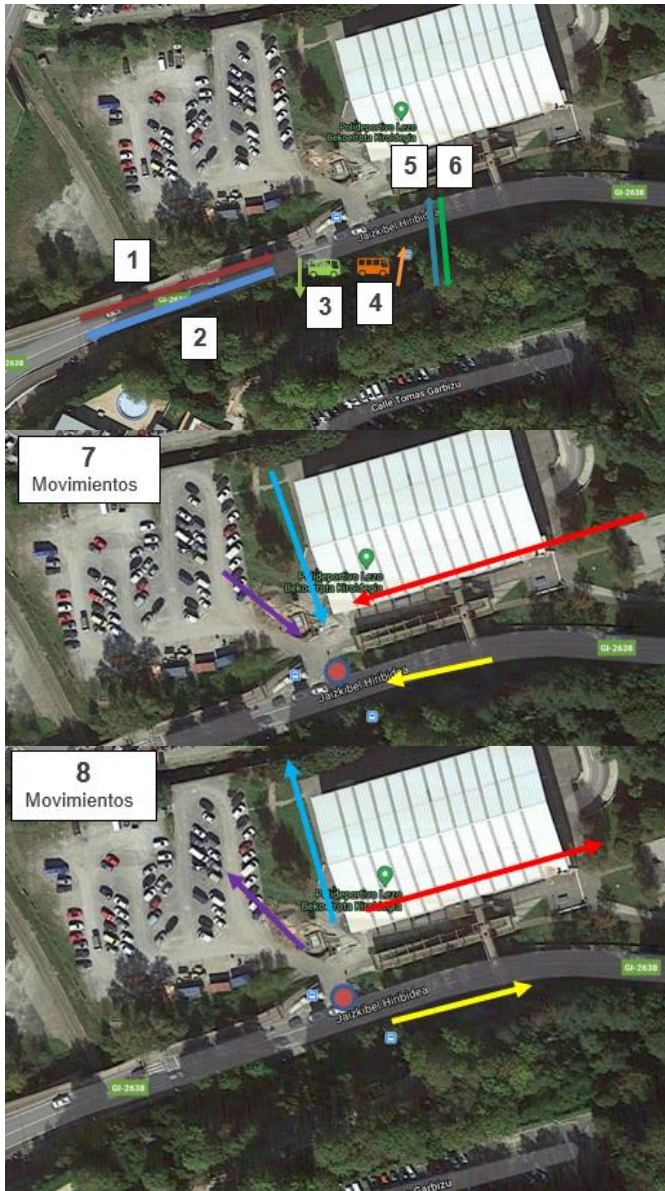 Polideportivo Lezo
Bekoerrota Kiroldegia
5
6
GI-2638
Jaizkibel Hiribidea
1
GI-263
3
4
2
2638
Calle Tomas Garbizu
7
Movimientos
Polideportivo Lezo
Bekoerrota Kiroldegia
GI-2638
Jaizkibel Hiribidea
8
Movimientos
Polideportivo Lezo
Bekoerrota Kiroldegia
GI-2638
Jaizkibel Hiribidea
GI-2638